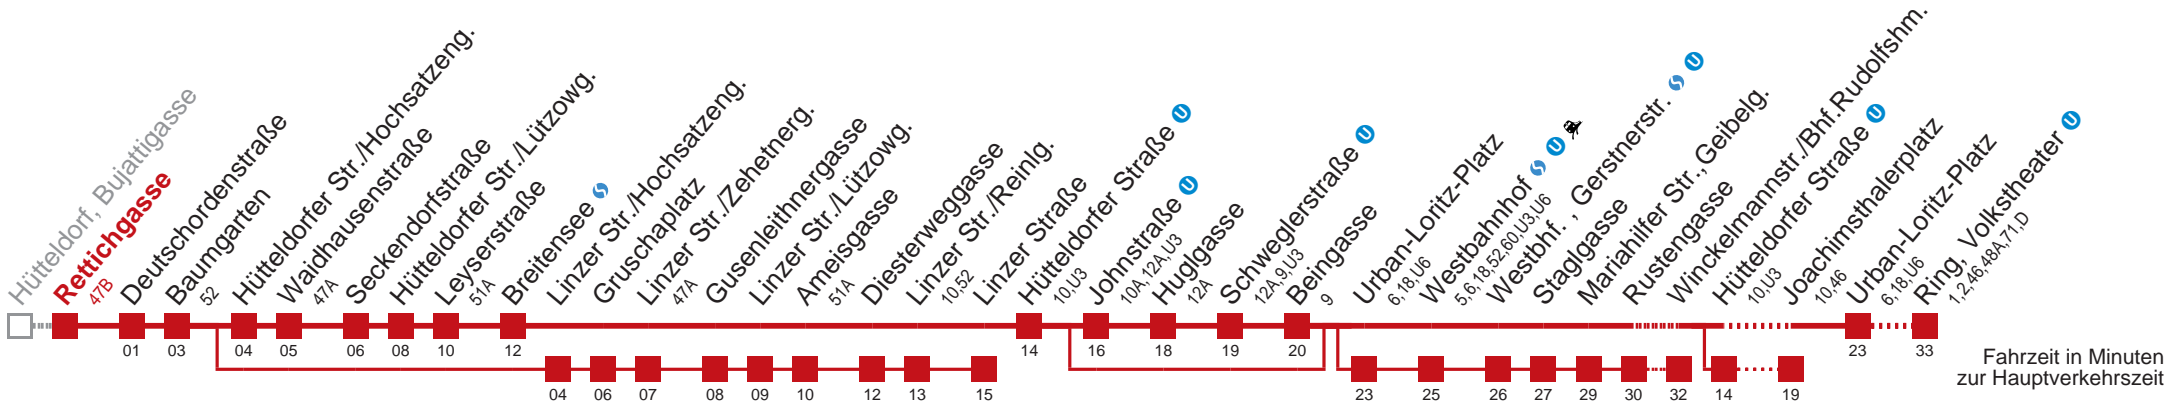 Hütteldorf, Bujattigasse
Rettichgasse
47B
Deutschordenstraße
Baumgarten
52
Hütteldorfer Str./Hochsatzeng.
Waidhausenstraße
47A
Seckendorfstraße
Hütteldorfer Str./Lützowg.
Leyserstraße
51A
Breitensee S
Linzer Str./Hochsatzeng.
Gruschaplatz
Linzer Str./Zehetnerg.
47A
Gusenleithnergasse
Linzer Str./Lützowg.
Ameisgasse
51A
Diesterweggasse
Linzer Str./Reinlg.
10,52
Linzer Straße
Hütteldorfer Straße U
10,U3
Johnstraße U
10A,12A,U3
Huglgasse
12A
Schweglerstraße U
12A,9,U3
Beingasse
9
Urban-Loritz-Platz
6,18,U6
Westbahnhof S U
5,6,18,52,60,U3,U6
Westbhf. , Gerstnerstr. S U
Staglgasse
Mariahilfer Str., Geibelg.
Rustengasse
Winckelmannstr./Bhf.Rudolfshm.
Hütteldorfer Straße U
10,U3
Joachimsthalerplatz
10,46
Urban-Loritz-Platz
6,18,U6
Ring, Volkstheater U
1,2,46,48A,71,D
01 03 04 05 06 08 10 12 14 16 18 19 20 23 33
04 06 07 08 09 10 12 13 15 23 25 26 27 29 30 32 14 19
Fahrzeit in Minuten
zur Hauptverkehrszeit